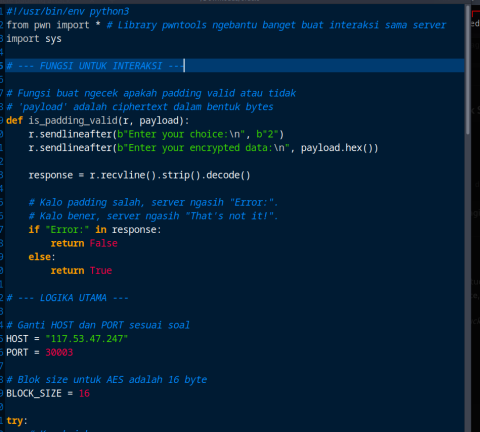 #!/usr/bin/env python3
from pwn import * # Library pwntools ngebantu banget buat interaksi sama server
import sys
# --- FUNGSI UNTUK INTERAKSI ---
# Fungsi buat ngecek apakah padding valid atau tidak
# 'payload' adalah ciphertext dalam bentuk bytes
def is_padding_valid(r, payload):
r.sendlineafter(b"Enter your choice:\n", b"2")
r.sendlineafter(b"Enter your encrypted data:\n", payload.hex())
response = r.recvline().strip().decode()
# Kalo padding salah, server ngasih "Error:".
# Kalo bener, server ngasih "That's not it!".
if "Error:" in response:
return False
else:
return True
# --- LOGIKA UTAMA ---
# Ganti HOST dan PORT sesuai soal
HOST = "117.53.47.247"
PORT = 30003
# Blok size untuk AES adalah 16 byte
BLOCK_SIZE = 16
try: